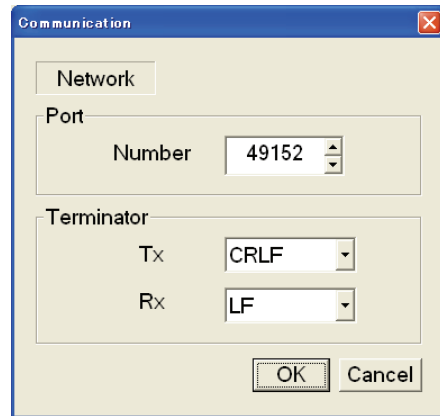 Communication
Network
Port
Number 49152
Terminator
Tx CRLF
Rx LF
OK Cancel